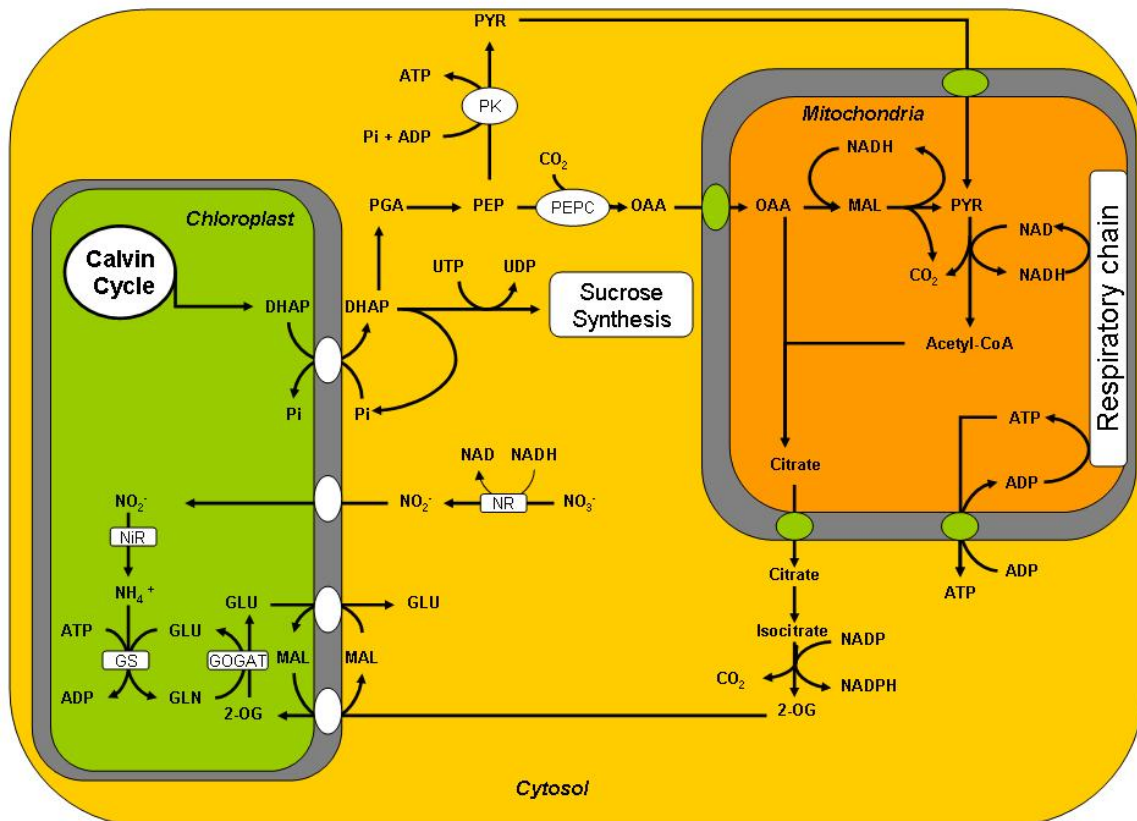 PYR
ATP
PK
Pi + ADP
Mitochondria
NADH
CO2
PGA
PEP
PEPC
OAA
OAA
MAL
PYR
NAD
CO2
NADH
Respiratory chain
Chloroplast
Calvin
Cycle
UTP
UDP
DHAP
DHAP
Sucrose
Synthesis
Acetyl-CoA
Pi
Pi
ATP
Citrate
ADP
NAD
NADH
NO2-
NO2-
NR
NO3-
NiR
Citrate
ADP
ATP
NH4 +
GLU
GLU
ATP
GLU
Isocitrate
NADP
GS
GOGAT
MAL
MAL
CO2
NADPH
ADP
GLN
2-OG
2-OG
Cytosol